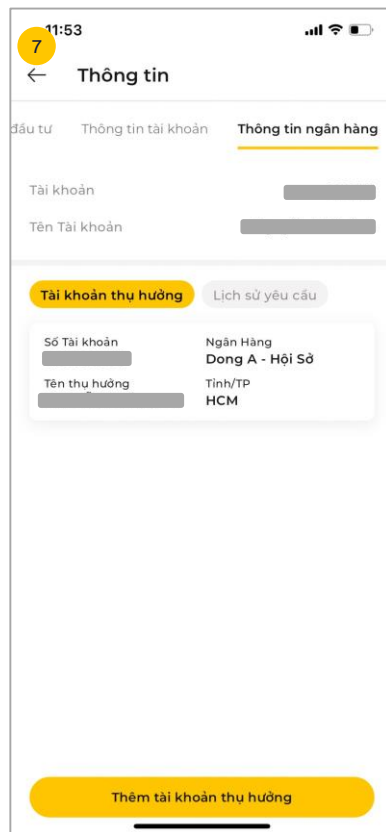 11:53
7
Thông tin
đầu tư Thông tin tài khoản Thông tin ngân hàng
Tài khoản
Tên Tài khoản
Tài khoản thụ hưởng Lịch sử yêu cầu
Số Tài khoản Ngân Hàng
Dong A - Hội Sở
Tên thụ hưởng Tỉnh/TP
HCM
Thêm tài khoản thụ hưởng